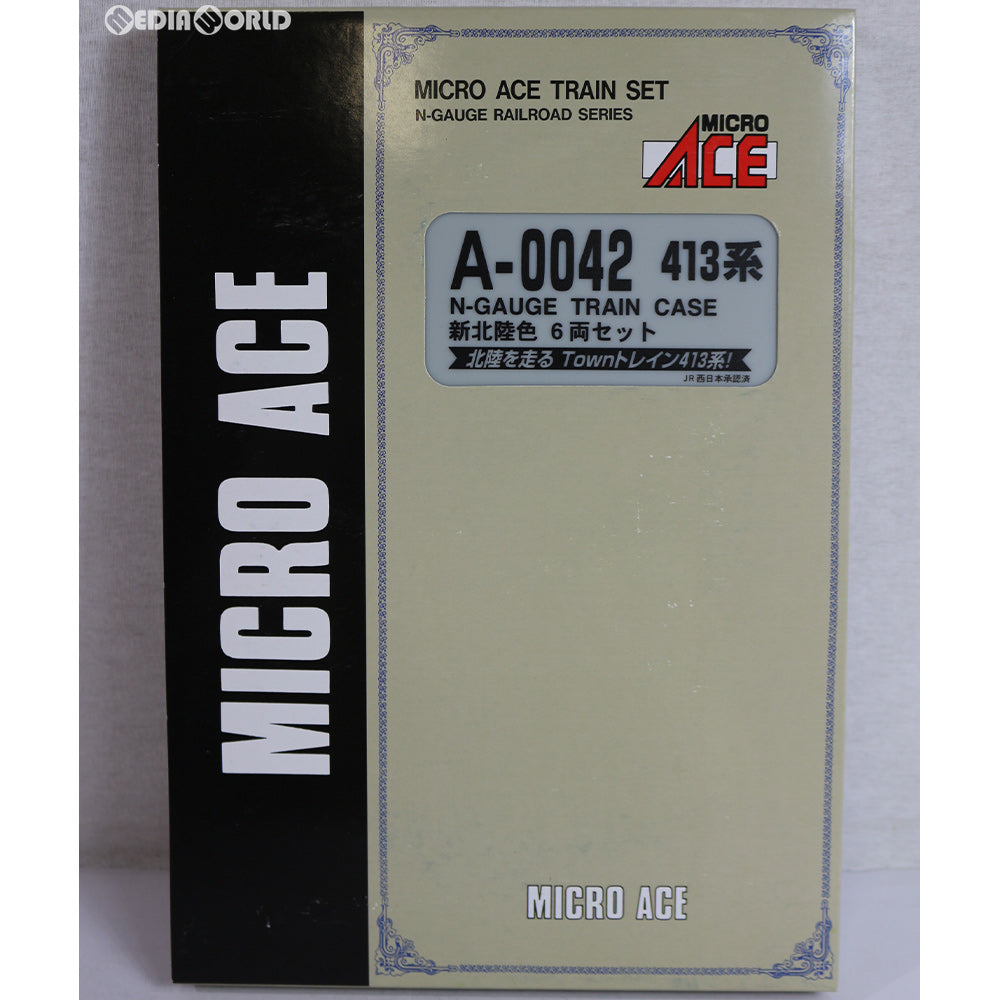 MEDIAWORLD
MICRO ACE TRAIN SET
N-GAUGE RAILROAD SERIES
MICRO
ACE
A-0042 413系
N-GAUGE TRAIN CASE
新北陸色 6両セット
北陸を走る Townトレイン413系!
JR西日本承認済
MICRO ACE
MICRO ACE